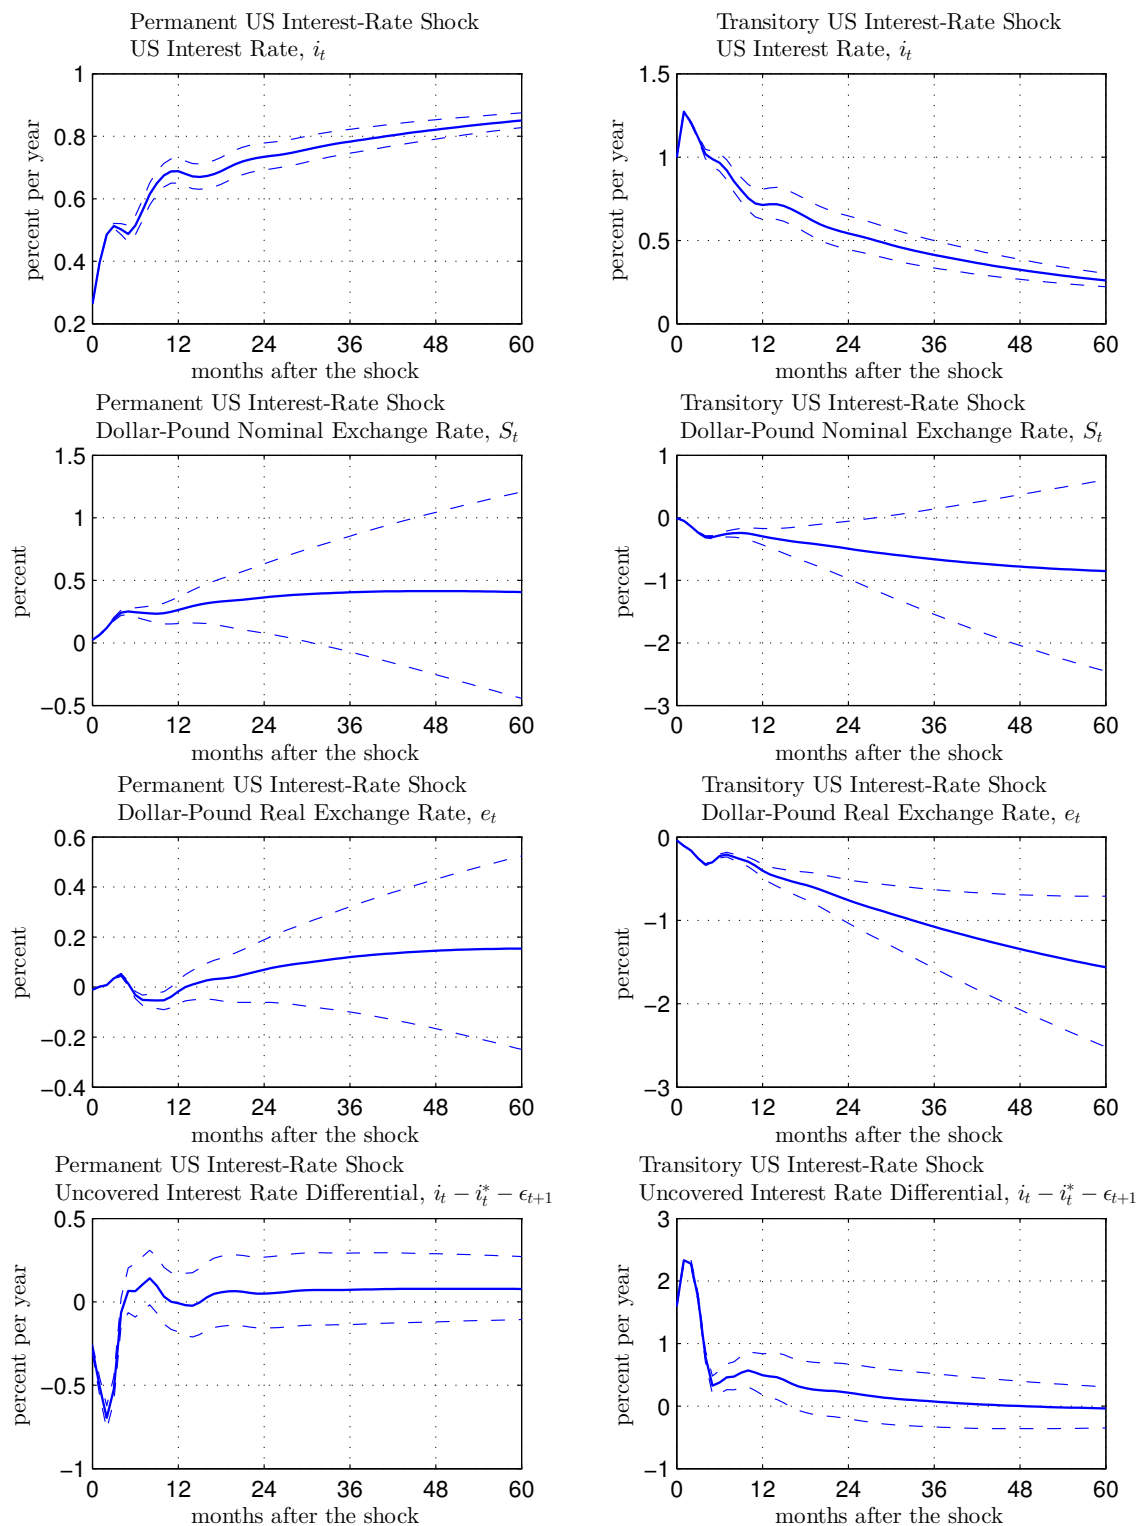 Permanent US Interest-Rate Shock
US Interest Rate, i_t
percent per year
1
0.8
0.6
0.4
0.2
0 12 24 36 48 60
months after the shock
Transitory US Interest-Rate Shock
US Interest Rate, i_t
percent per year
1.5
1
0.5
0
0 12 24 36 48 60
months after the shock
Permanent US Interest-Rate Shock
Dollar-Pound Nominal Exchange Rate, S_t
percent
1.5
1
0.5
0
−0.5
0 12 24 36 48 60
months after the shock
Transitory US Interest-Rate Shock
Dollar-Pound Nominal Exchange Rate, S_t
percent
1
0
−1
−2
−3
0 12 24 36 48 60
months after the shock
Permanent US Interest-Rate Shock
Dollar-Pound Real Exchange Rate, e_t
percent
0.6
0.4
0.2
0
−0.2
−0.4
0 12 24 36 48 60
months after the shock
Transitory US Interest-Rate Shock
Dollar-Pound Real Exchange Rate, e_t
percent
0
−1
−2
−3
0 12 24 36 48 60
months after the shock
Permanent US Interest-Rate Shock
Uncovered Interest Rate Differential, i_t − i_t^* − ϵ_{t+1}
percent per year
0.5
0
−0.5
−1
0 12 24 36 48 60
months after the shock
Transitory US Interest-Rate Shock
Uncovered Interest Rate Differential, i_t − i_t^* − ϵ_{t+1}
percent per year
3
2
1
0
−1
0 12 24 36 48 60
months after the shock